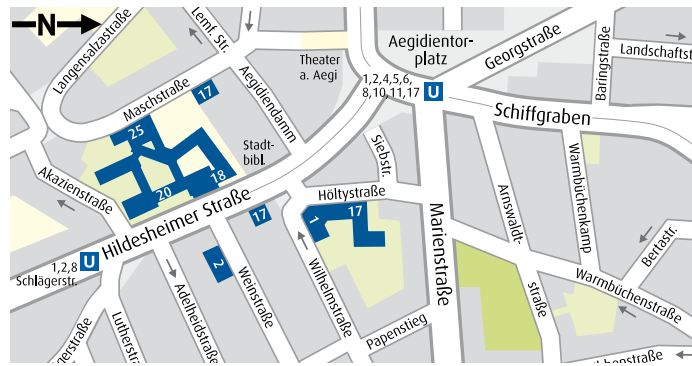 N
Langensalzastraße
Lemf. Str.
Maschstraße
17
Aegidiendamm
Theater
a. Aegi
Aegidientor-
platz
Georgstraße
Baringstraße
Landschaftst
1,2,4,5,6,
8,10,11,17
U
Schiffgraben
25
Stadt-
bibl.
18
20
Siebstr.
Akazienstraße
Höltystraße
Arnswaldt-
straße
Warmbüchenkamp
Hildesheimer Straße
17
1
17
Marienstraße
Bertastr.
1,2,8
U
Schlägerstr.
2
Warmbüchenstraße
Adelheidstraße
Weinstraße
Wilhelmstraße
Papenstieg
gerstraße
Lutherstr